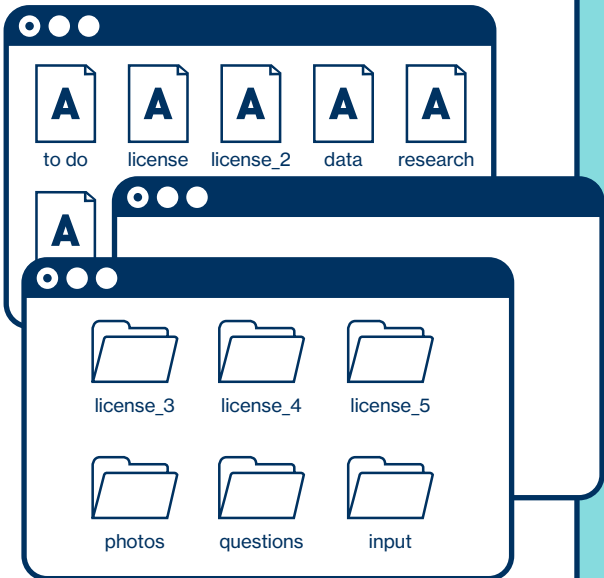 A A A A A
to do license license_2 data research
A
license_3 license_4 license_5
photos questions input